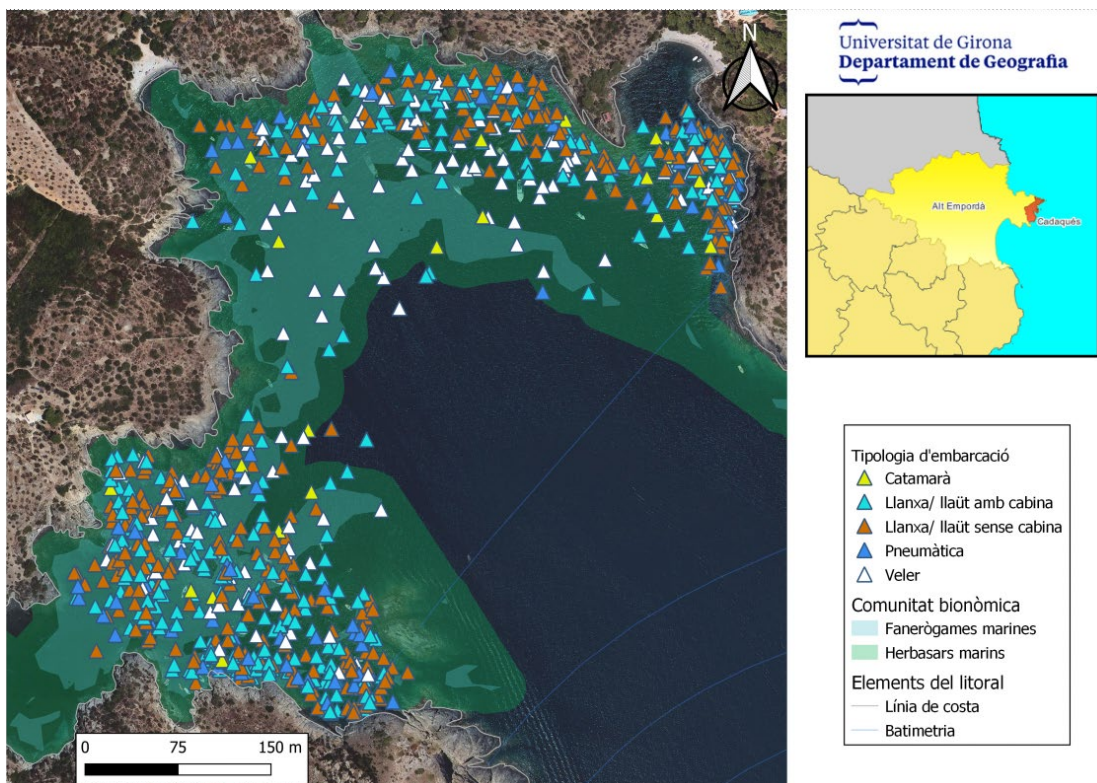 N
0 75 150 m
Universitat de Girona
Departament de Geografia
Alt Empordà
Cadaqués
Tipologia d'embarcació
Catamarà
Llanxa/ llaüt amb cabina
Llanxa/ llaüt sense cabina
Pneumàtica
Veler
Comunitat bionòmica
Fanerògames marines
Herbasars marins
Elements del litoral
Línia de costa
Batimetria